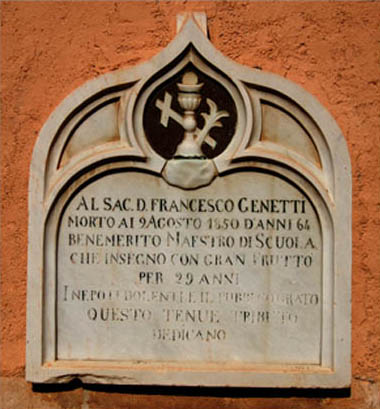 AL SAC. D. FRANCESCO GENETTI
MORTO AI 9 AGOSTO 1850 D'ANNI 64
BENEMERITO MAESTRO DI SCUOLA
CHE INSEGNO CON GRAN FRUTTO
PER 29 ANNI
I NEPOTI DOLENTI E IL PUBBLICO GRATO
QUESTO TENUE TRIBUTO
DEDICANO